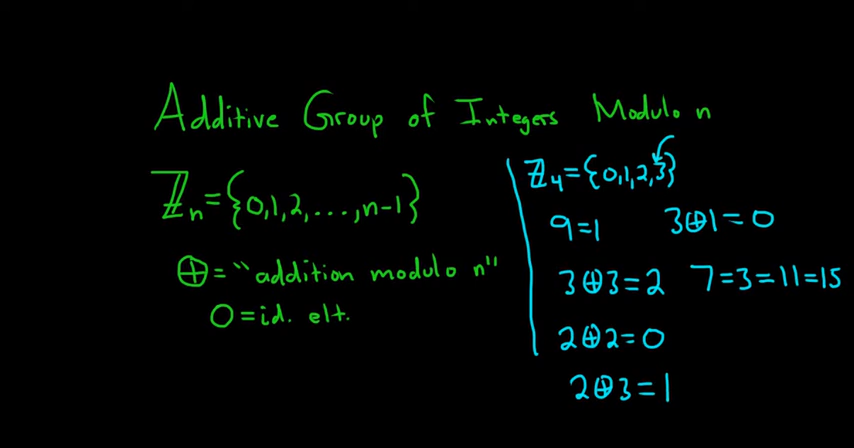 Additive Group of Integers Modulo n
ℤₙ = {0, 1, 2, ..., n-1}
⊕ = "addition modulo n"
0 = id. elt.
ℤ₄ = {0, 1, 2, 3}
9 = 1    3 ⊕ 1 = 0
3 ⊕ 3 = 2    7 = 3 = 11 = 15
2 ⊕ 2 = 0
2 ⊕ 3 = 1